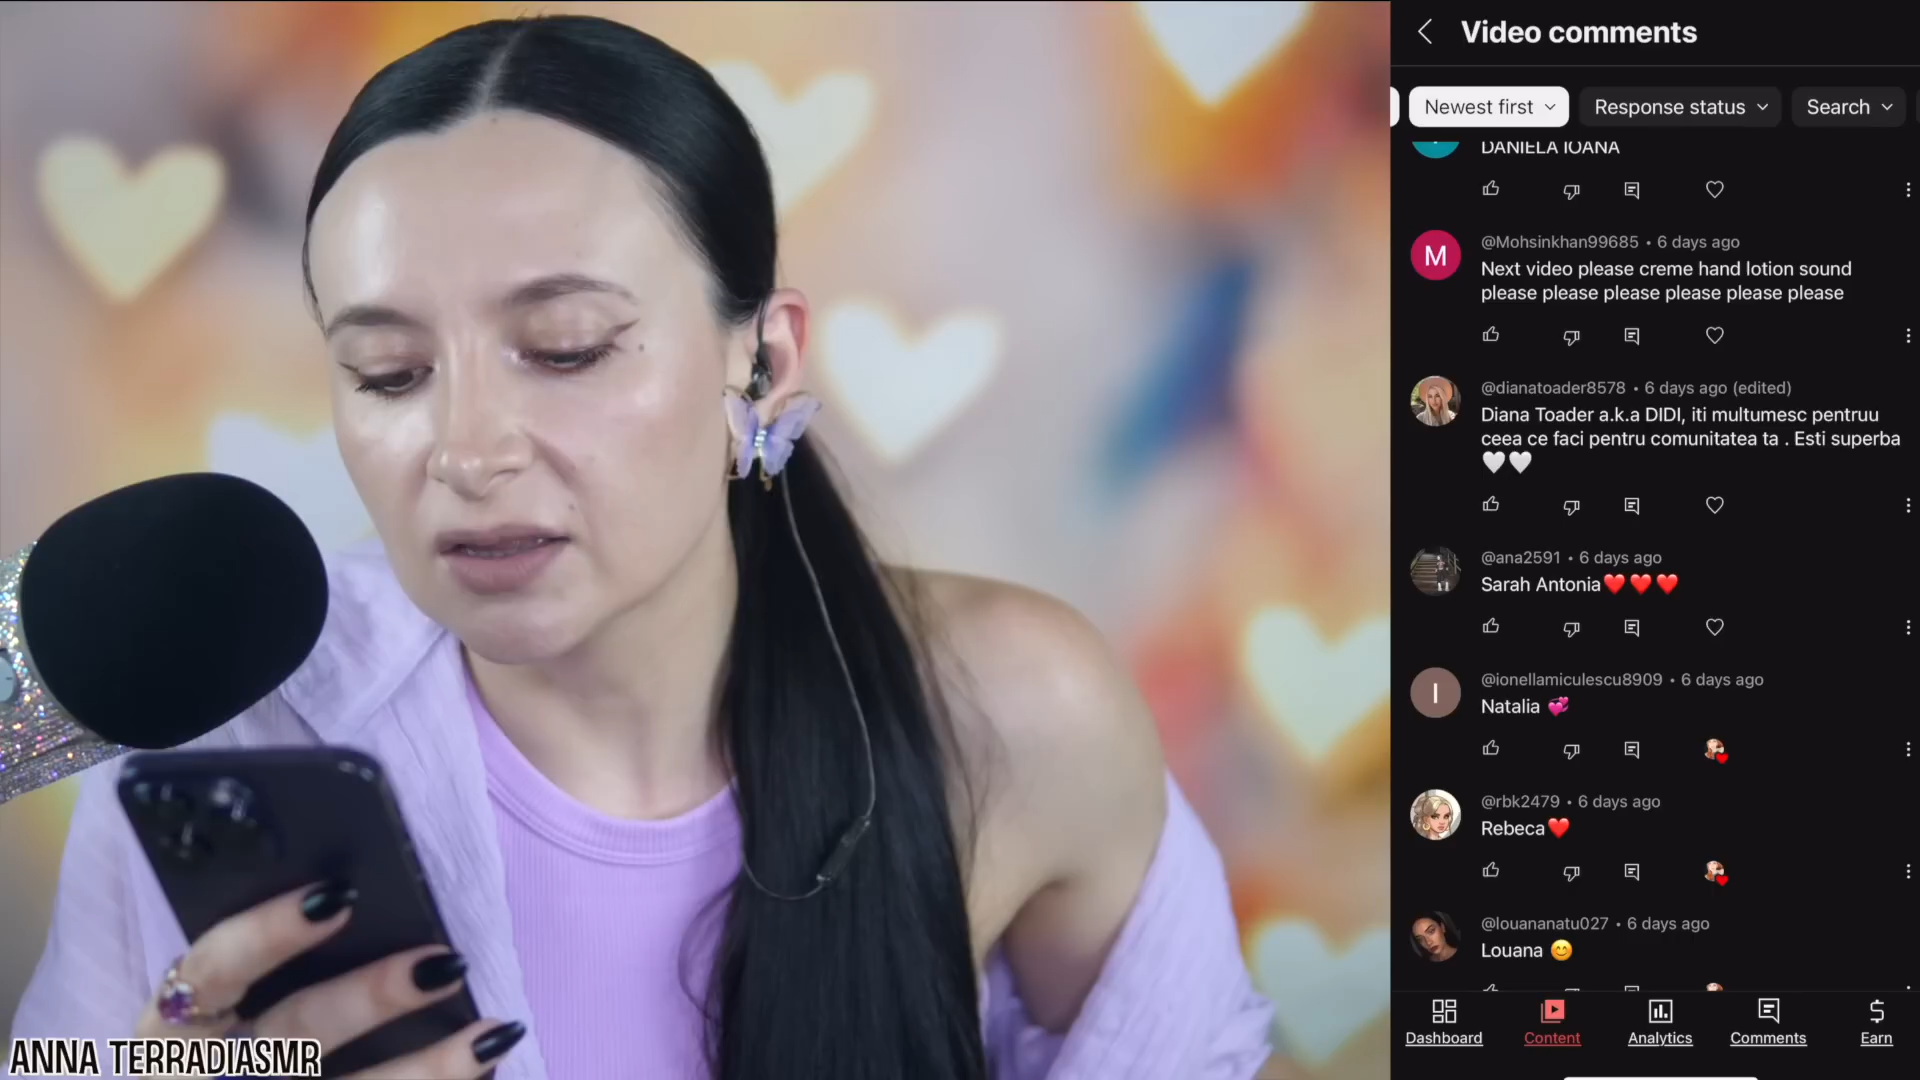 Video comments
Newest first
Response status
Search
DANIELA IOANA
@Mohsinkhan99685 • 6 days ago
Next video please creme hand lotion sound
please please please please please please
M
@dianatoader8578 • 6 days ago (edited)
Diana Toader a.k.a DIDI, iti multumesc pentruu
ceea ce faci pentru comunitatea ta . Esti superba
🤍🤍
@ana2591 • 6 days ago
Sarah Antonia❤️❤️❤️
@ionellamiculescu8909 • 6 days ago
I
Natalia 💞
@rbk2479 • 6 days ago
Rebeca❤️
@louananatu027 • 6 days ago
Louana 😊
Dashboard
Content
Analytics
Comments
Earn
ANNA TERRADIASMR